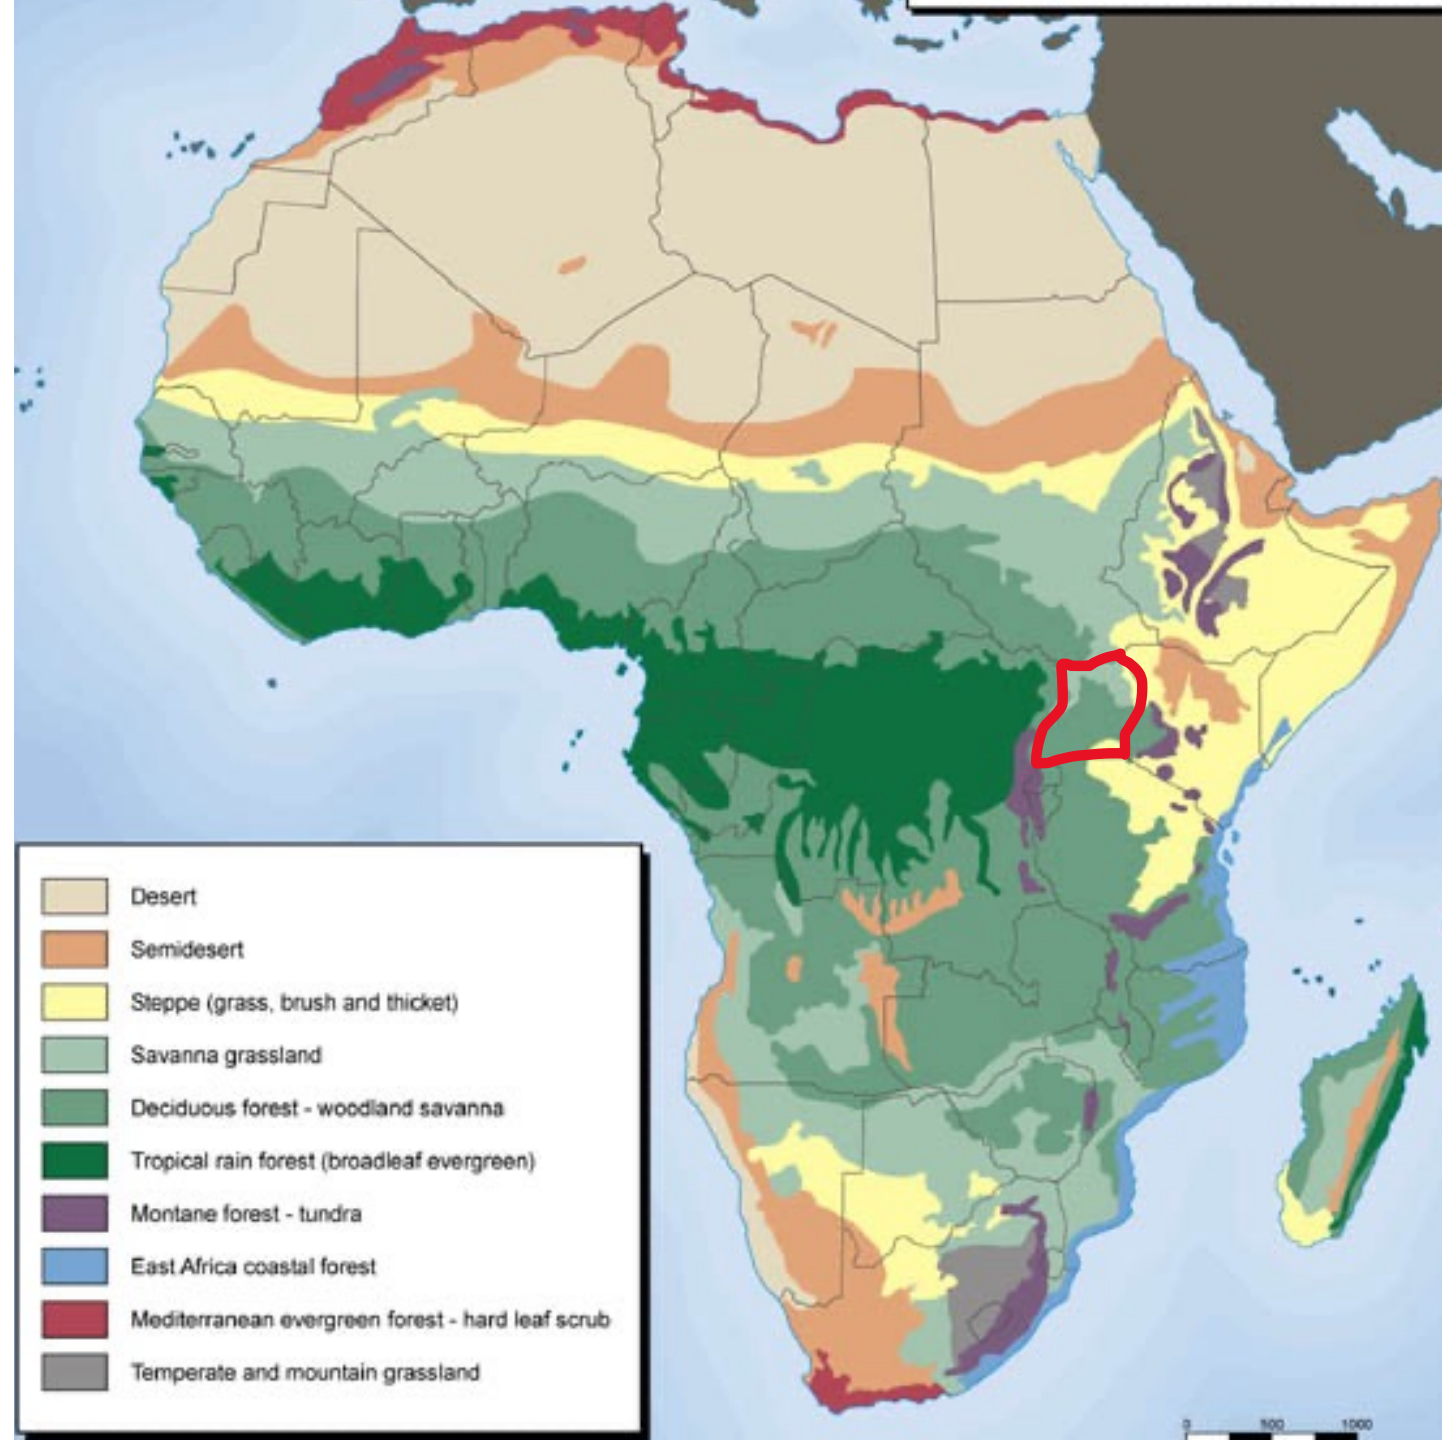 Desert
Semidesert
Steppe (grass, brush and thicket)
Savanna grassland
Deciduous forest - woodland savanna
Tropical rain forest (broadleaf evergreen)
Montane forest - tundra
East Africa coastal forest
Mediterranean evergreen forest - hard leaf scrub
Temperate and mountain grassland
0 500 1000